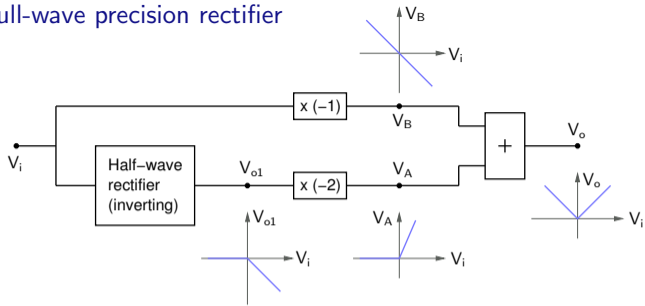 ull-wave precision rectifier
V_B
V_i
x (−1)
V_B
V_i
Half−wave
rectifier
(inverting)
V_o1
x (−2)
V_A
+
V_o
V_o1
V_i
V_A
V_i
V_o
V_i